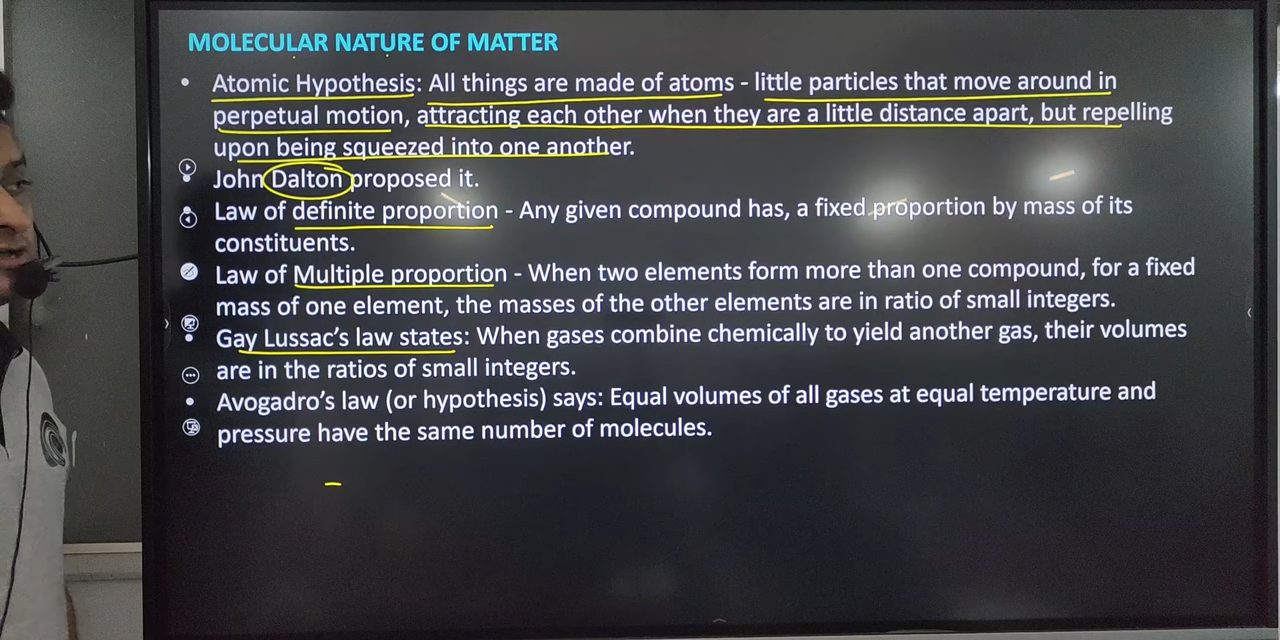 MOLECULAR NATURE OF MATTER
• Atomic Hypothesis: All things are made of atoms - little particles that move around in
perpetual motion, attracting each other when they are a little distance apart, but repelling
upon being squeezed into one another.
• John Dalton proposed it.
• Law of definite proportion - Any given compound has, a fixed proportion by mass of its
constituents.
• Law of Multiple proportion - When two elements form more than one compound, for a fixed
mass of one element, the masses of the other elements are in ratio of small integers.
• Gay Lussac's law states: When gases combine chemically to yield another gas, their volumes
are in the ratios of small integers.
• Avogadro's law (or hypothesis) says: Equal volumes of all gases at equal temperature and
pressure have the same number of molecules.